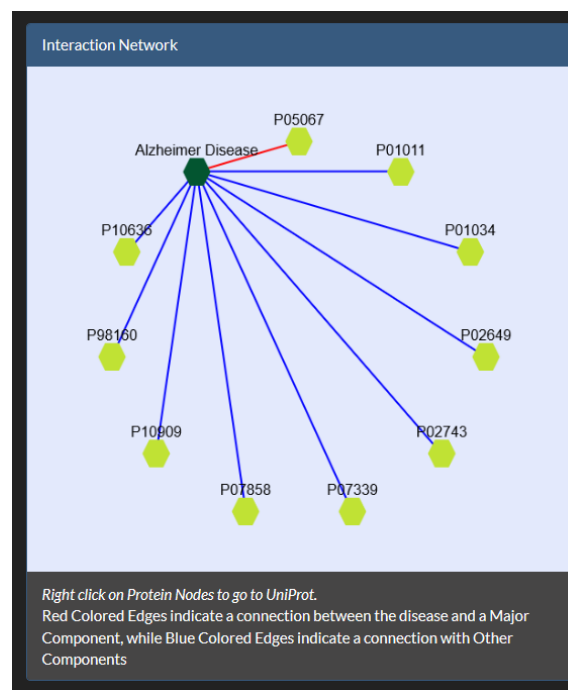 Interaction Network
P05067
Alzheimer Disease
P01011
P10636
P01034
P98160
P02649
P10909
P02743
P07858
P07339
Right click on Protein Nodes to go to UniProt.
Red Colored Edges indicate a connection between the disease and a Major
Component, while Blue Colored Edges indicate a connection with Other
Components